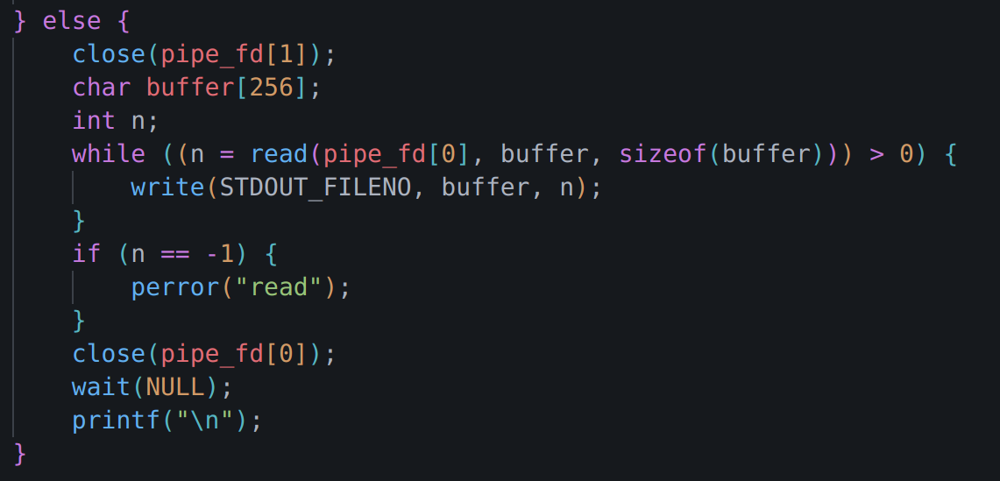 } else {
    close(pipe_fd[1]);
    char buffer[256];
    int n;
    while ((n = read(pipe_fd[0], buffer, sizeof(buffer))) > 0) {
        write(STDOUT_FILENO, buffer, n);
    }
    if (n == -1) {
        perror("read");
    }
    close(pipe_fd[0]);
    wait(NULL);
    printf("\n");
}